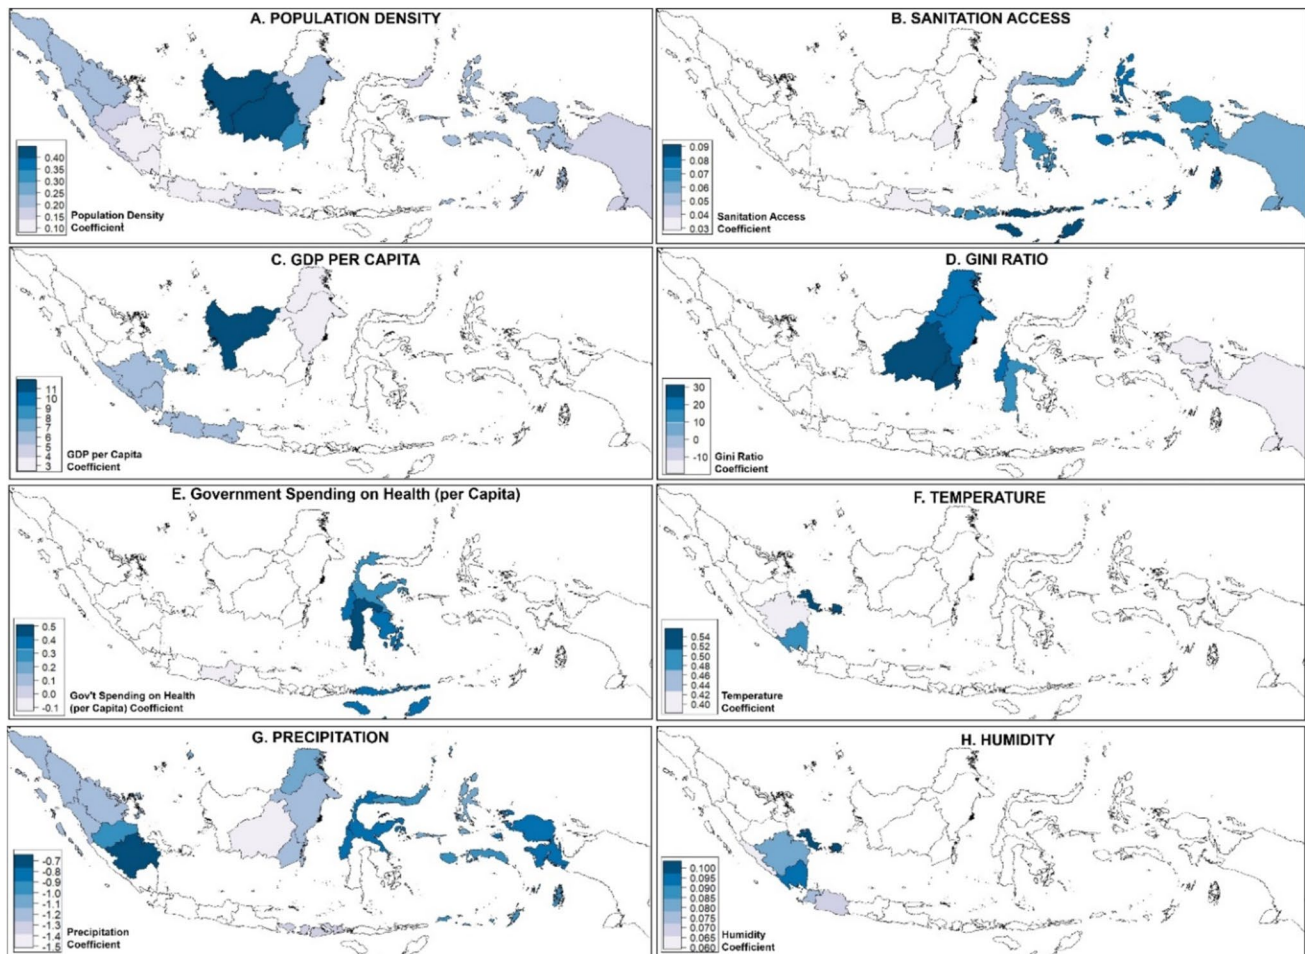 A. POPULATION DENSITY
0.40
0.35
0.30
0.25
0.20
0.15
0.10
Population Density
Coefficient
B. SANITATION ACCESS
0.09
0.08
0.07
0.06
0.05
0.04
0.03
Sanitation Access
Coefficient
C. GDP PER CAPITA
11
10
9
8
7
6
5
4
3
GDP per Capita
Coefficient
D. GINI RATIO
30
20
10
0
-10
Gini Ratio
Coefficient
E. Government Spending on Health (per Capita)
0.5
0.4
0.3
0.2
0.1
0.0
-0.1
Gov't Spending on Health
(per Capita) Coefficient
F. TEMPERATURE
0.54
0.50
0.48
0.46
0.44
0.42
0.40
Temperature
Coefficient
G. PRECIPITATION
-0.7
-0.8
-0.9
-1.0
-1.1
-1.2
-1.3
-1.4
-1.5
Precipitation
Coefficient
H. HUMIDITY
0.100
0.095
0.090
0.085
0.080
0.075
0.070
0.065
0.060
Humidity
Coefficient